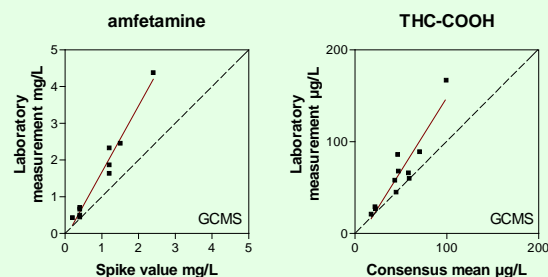 amfetamine
Laboratory
measurement mg/L
5
4
3
2
1
0
0 1 2 3 4 5
GCMS
Spike value mg/L
THC-COOH
Laboratory
measurement µg/L
200
100
0
0 100 200
GCMS
Consensus mean µg/L